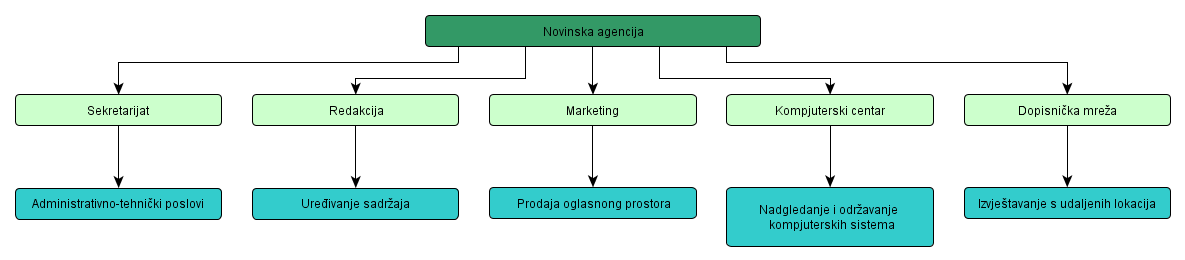 Novinska agencija
Sekretarijat
Redakcija
Marketing
Kompjuterski centar
Dopisnička mreža
Administrativno-tehnički poslovi
Uređivanje sadržaja
Prodaja oglasnong prostora
Nadgledanje i održavanje
kompjuterskih sistema
Izvještavanje s udaljenih lokacija